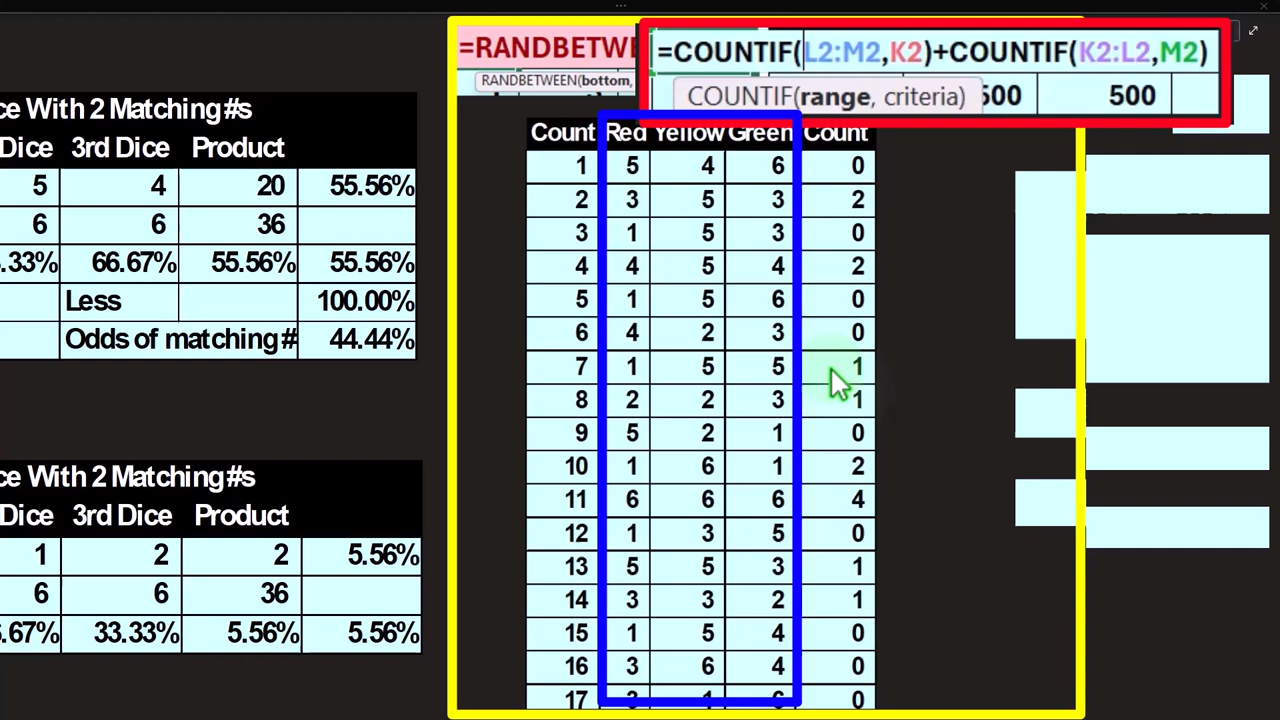 =RANDBETWE
RANDBETWEEN(bottom,
=COUNTIF(L2:M2,K2)+COUNTIF(K2:L2,M2)
COUNTIF(range, criteria)
500 500
ce With 2 Matching #s
Dice 3rd Dice Product
5 4 20 55.56%
6 6 36
.33% 66.67% 55.56% 55.56%
Less 100.00%
Odds of matching # 44.44%
ce With 2 Matching #s
Dice 3rd Dice Product
1 2 2 5.56%
6 6 36
.67% 33.33% 5.56% 5.56%
Count Red Yellow Green Count
1 5 4 6 0
2 3 5 3 2
3 1 5 3 0
4 4 5 4 2
5 1 5 6 0
6 4 2 3 0
7 1 5 5 1
8 2 2 3 1
9 5 2 1 0
10 1 6 1 2
11 6 6 6 4
12 1 3 5 0
13 5 5 3 1
14 3 3 2 1
15 1 5 4 0
16 3 6 4 0
17 3 1 6 0